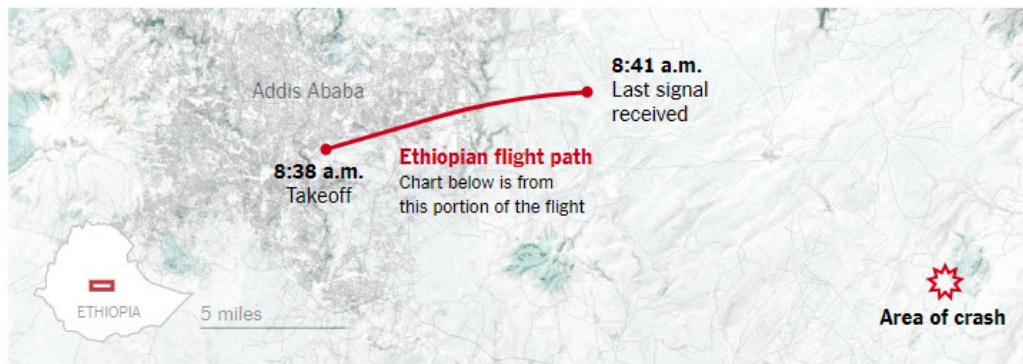 Addis Ababa
8:41 a.m.
Last signal
received
8:38 a.m.
Takeoff
Ethiopian flight path
Chart below is from
this portion of the flight
ETHIOPIA
5 miles
Area of crash